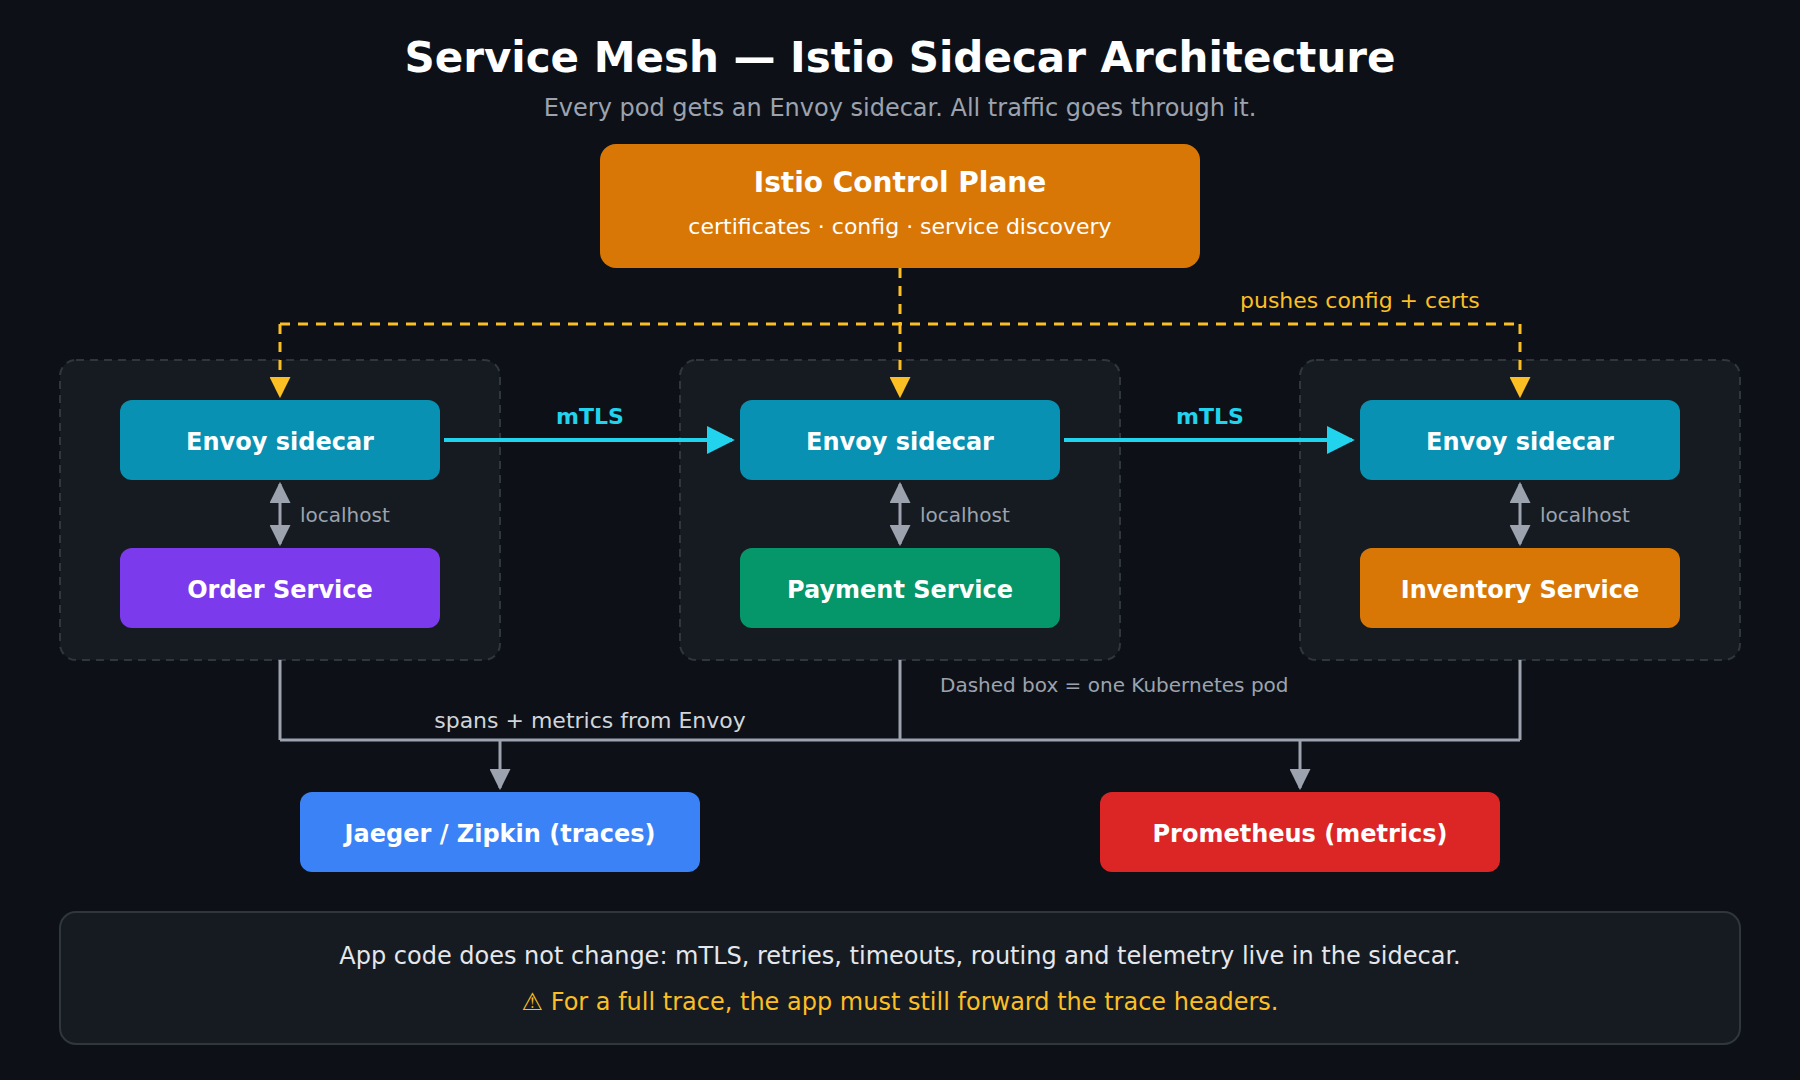 Service Mesh — Istio Sidecar Architecture
Every pod gets an Envoy sidecar. All traffic goes through it.
Istio Control Plane
certificates · config · service discovery
pushes config + certs
Envoy sidecar
mTLS
Envoy sidecar
mTLS
Envoy sidecar
localhost
localhost
localhost
Order Service
Payment Service
Inventory Service
Dashed box = one Kubernetes pod
spans + metrics from Envoy
Jaeger / Zipkin (traces)
Prometheus (metrics)
App code does not change: mTLS, retries, timeouts, routing and telemetry live in the sidecar.
⚠ For a full trace, the app must still forward the trace headers.